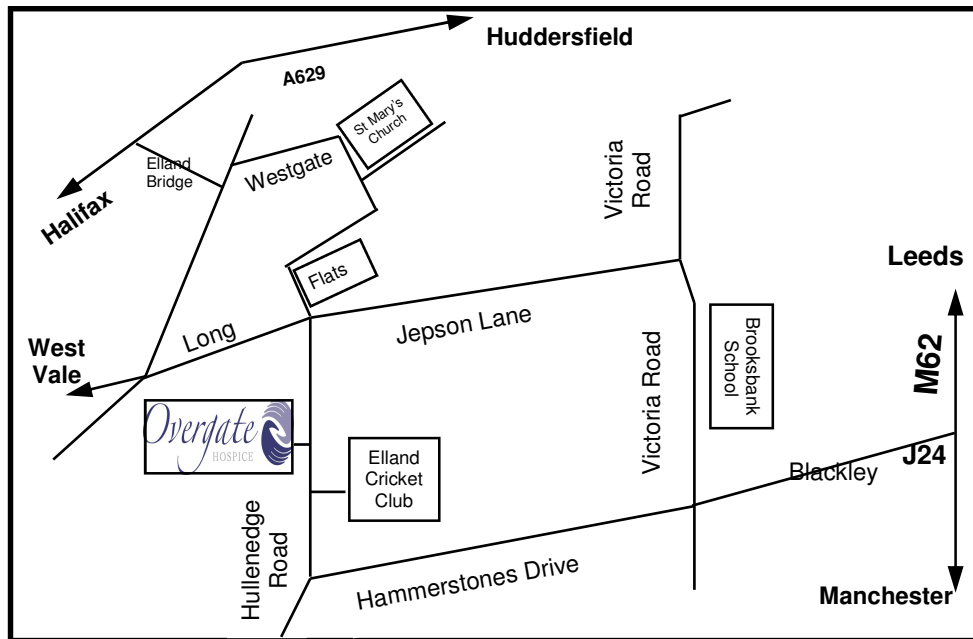 Huddersfield
A629
St Mary's
Church
Elland
Bridge
Westgate
Halifax
Victoria
Road
Flats
Leeds
Long
Jepson Lane
West
Vale
M62
Brooksbank
School
Victoria Road
Overgate
HOSPICE
Elland
Cricket
Club
J24
Blackley
Hullenedge
Road
Hammerstones Drive
Manchester